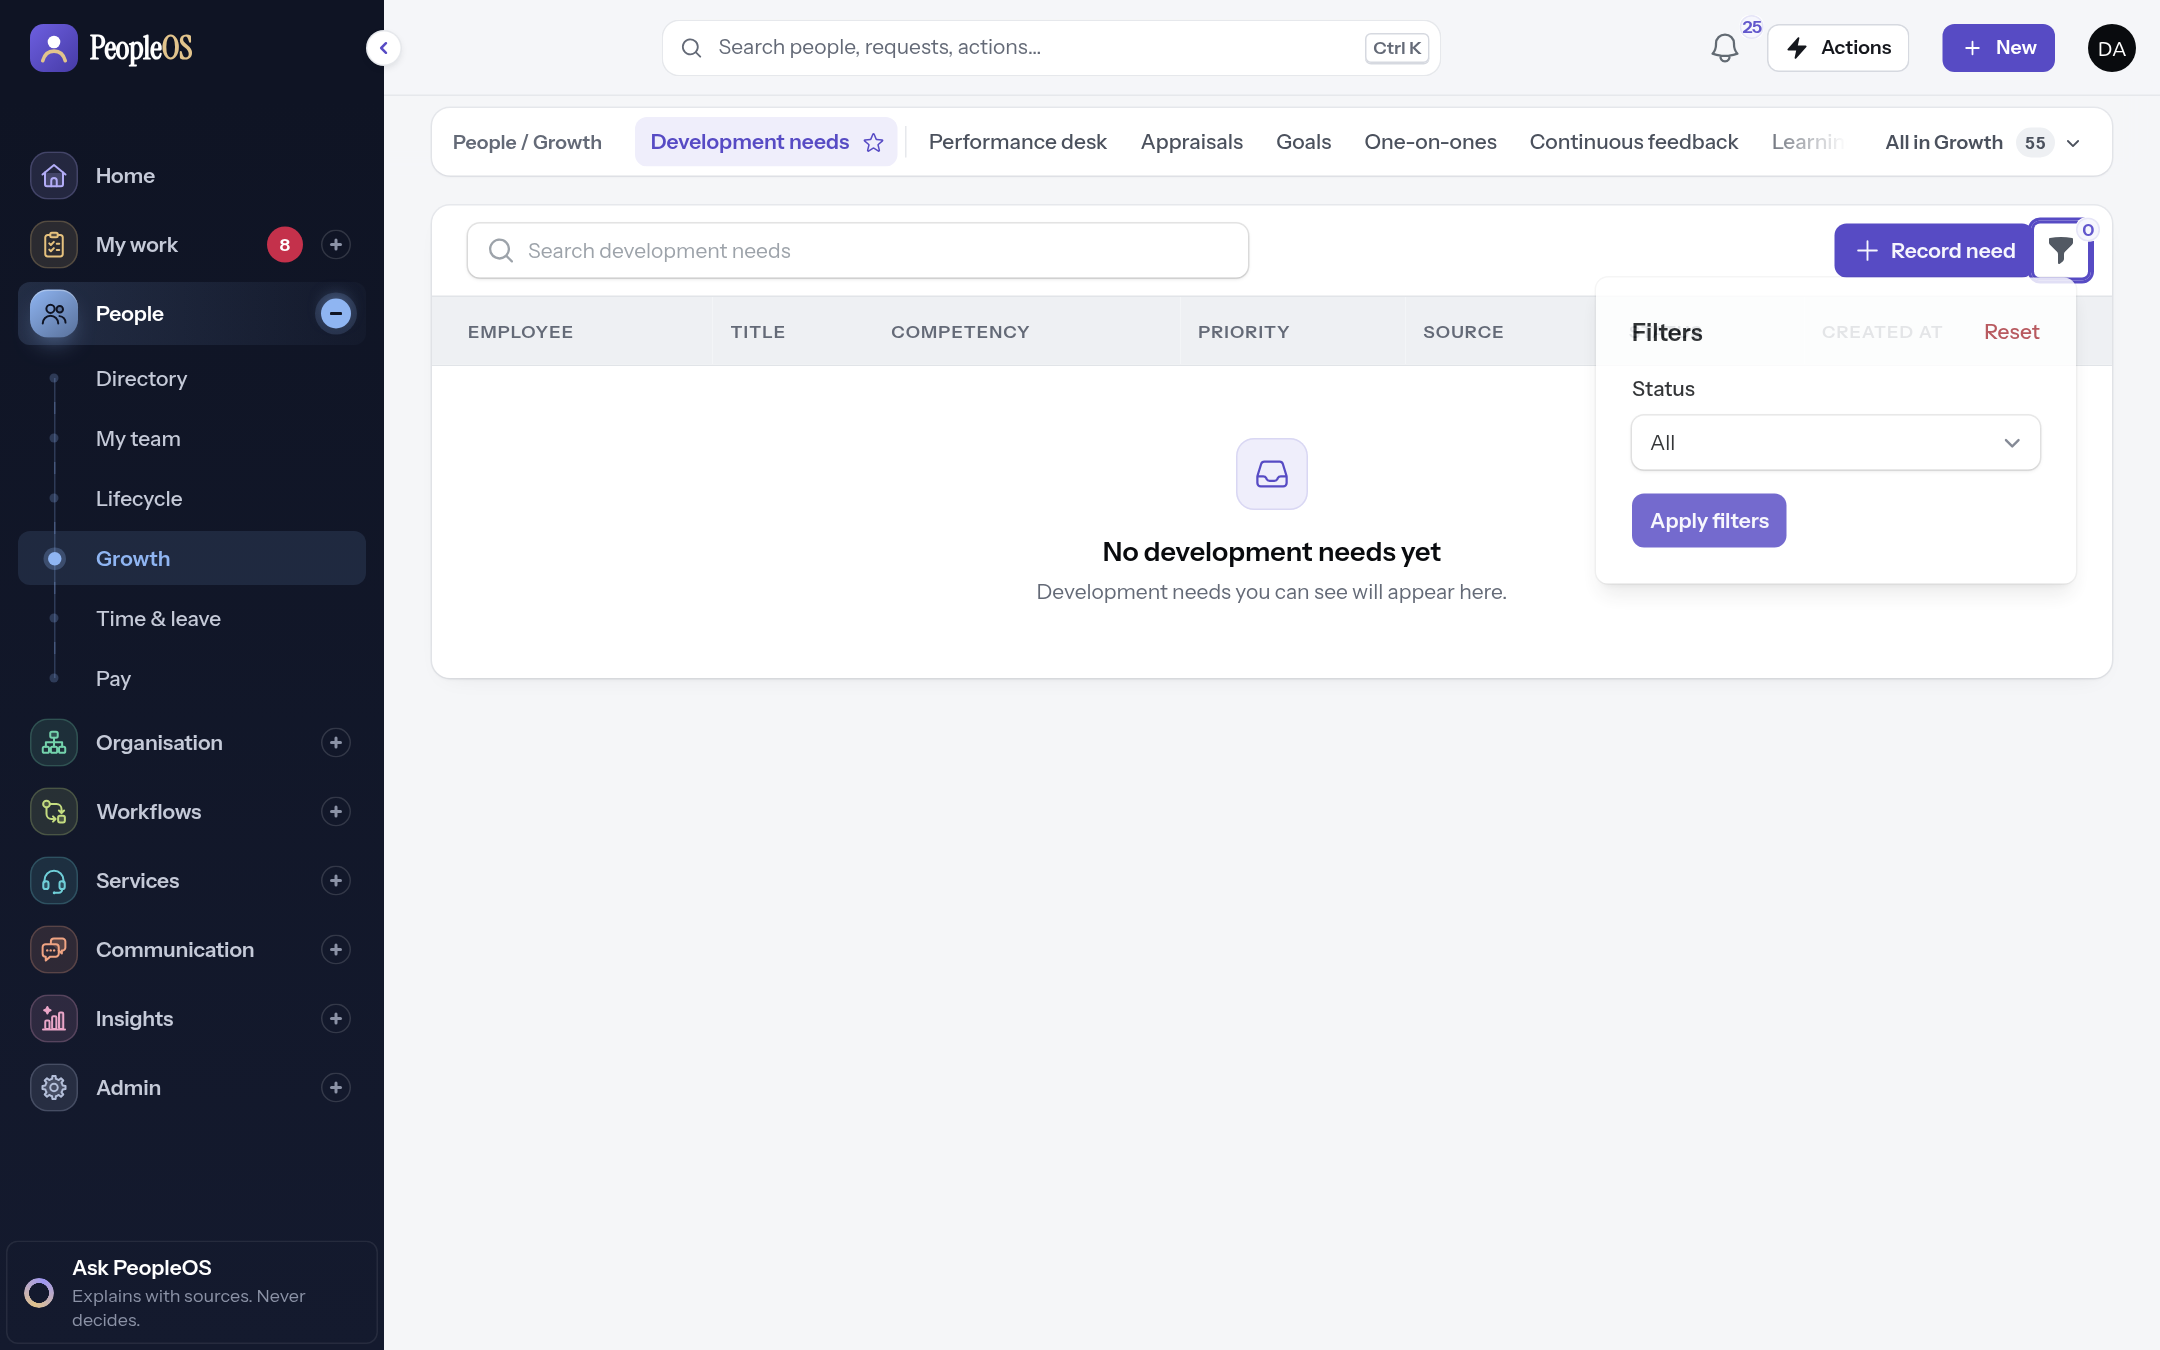 PeopleOS
Search people, requests, actions...
Ctrl K
25
Actions
New
DA
People / Growth
Development needs
Performance desk
Appraisals
Goals
One-on-ones
Continuous feedback
Learnin
All in Growth
55
Home
My work
8
People
Directory
My team
Lifecycle
Growth
Time & leave
Pay
Organisation
Workflows
Services
Communication
Insights
Admin
Ask PeopleOS
Explains with sources. Never
decides.
Search development needs
Record need
0
EMPLOYEE
TITLE
COMPETENCY
PRIORITY
SOURCE
CREATED AT
Filters
Reset
Status
All
Apply filters
No development needs yet
Development needs you can see will appear here.